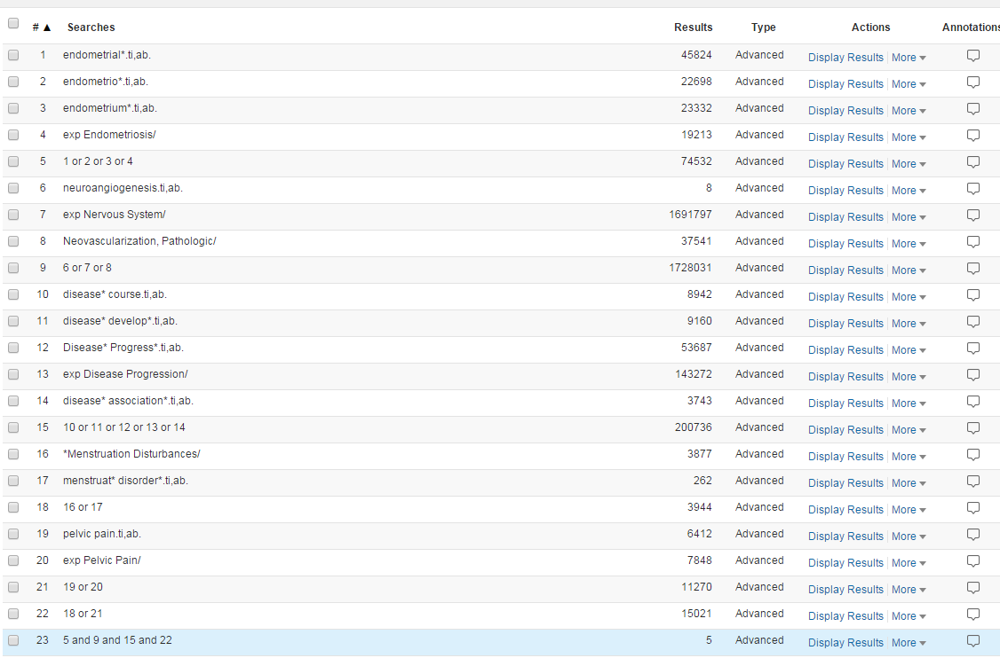 # ▲ Searches Results Type Actions Annotations
1 endometrial*.ti,ab. 45824 Advanced Display Results More
2 endometrio*.ti,ab. 22698 Advanced Display Results More
3 endometrium*.ti,ab. 23332 Advanced Display Results More
4 exp Endometriosis/ 19213 Advanced Display Results More
5 1 or 2 or 3 or 4 74532 Advanced Display Results More
6 neuroangiogenesis.ti,ab. 8 Advanced Display Results More
7 exp Nervous System/ 1691797 Advanced Display Results More
8 Neovascularization, Pathologic/ 37541 Advanced Display Results More
9 6 or 7 or 8 1728031 Advanced Display Results More
10 disease* course.ti,ab. 8942 Advanced Display Results More
11 disease* develop*.ti,ab. 9160 Advanced Display Results More
12 Disease* Progress*.ti,ab. 53687 Advanced Display Results More
13 exp Disease Progression/ 143272 Advanced Display Results More
14 disease* association*.ti,ab. 3743 Advanced Display Results More
15 10 or 11 or 12 or 13 or 14 200736 Advanced Display Results More
16 *Menstruation Disturbances/ 3877 Advanced Display Results More
17 menstruat* disorder*.ti,ab. 262 Advanced Display Results More
18 16 or 17 3944 Advanced Display Results More
19 pelvic pain.ti,ab. 6412 Advanced Display Results More
20 exp Pelvic Pain/ 7848 Advanced Display Results More
21 19 or 20 11270 Advanced Display Results More
22 18 or 21 15021 Advanced Display Results More
23 5 and 9 and 15 and 22 5 Advanced Display Results More